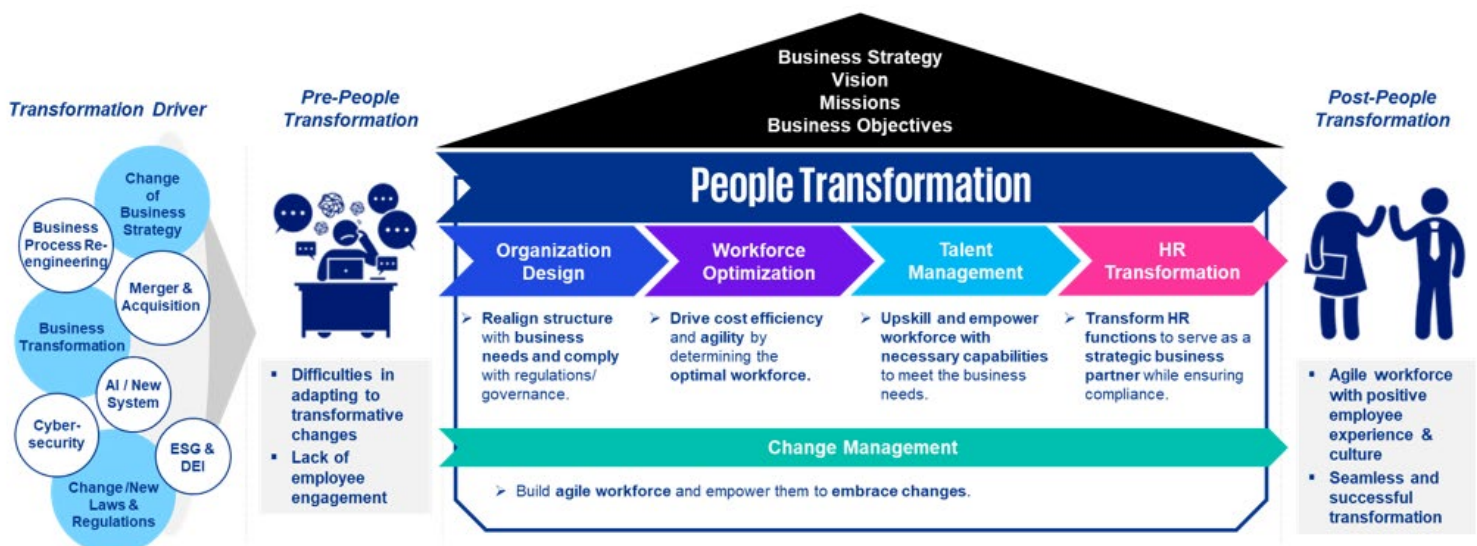 Transformation Driver
Change
of
Business
Strategy
Business
Process Re-
engineering
Merger &
Acquisition
Business
Transformation
AI / New
System
Cyber-
security
ESG &
DEI
Change/New
Laws &
Regulations
Pre-People
Transformation
▪ Difficulties in
adapting to
transformative
changes
▪ Lack of
employee
engagement
Business Strategy
Vision
Missions
Business Objectives
People Transformation
Organization
Design
➢ Realign structure
with business
needs and comply
with regulations/
governance.
Workforce
Optimization
➢ Drive cost efficiency
and agility by
determining the
optimal workforce.
Talent
Management
➢ Upskill and empower
workforce with
necessary capabilities
to meet the business
needs.
HR
Transformation
➢ Transform HR
functions to serve as a
strategic business
partner while ensuring
compliance.
Change Management
➢ Build agile workforce and empower them to embrace changes.
Post-People
Transformation
▪ Agile workforce
with positive
employee
experience &
culture
▪ Seamless and
successful
transformation